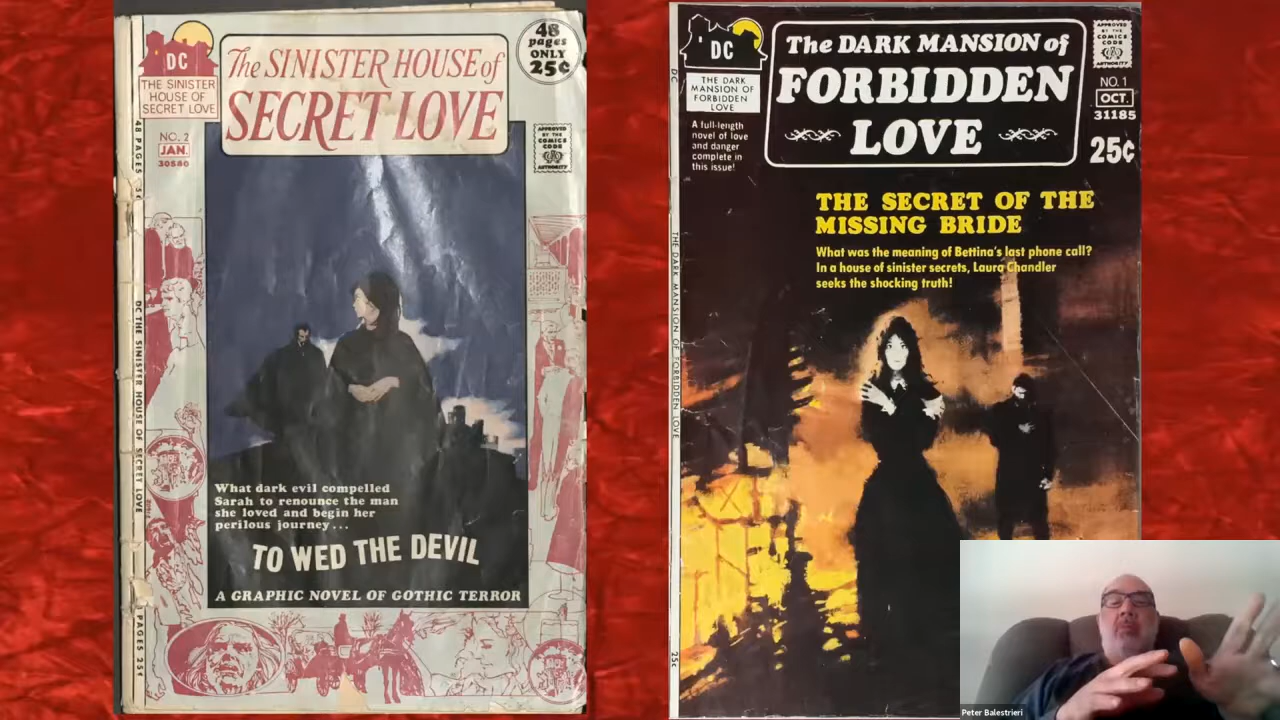 DC
THE SINISTER
HOUSE OF
SECRET LOVE
NO. 2
JAN.
30580
The SINISTER HOUSE of
SECRET LOVE
48
pages
ONLY
25¢
APPROVED
BY THE
COMICS
CODE
AUTHORITY
48 PAGES
DC THE SINISTER HOUSE OF SECRET LOVE
PAGES 25¢
What dark evil compelled
Sarah to renounce the man
she loved and begin her
perilous journey...
TO WED THE DEVIL
A GRAPHIC NOVEL OF GOTHIC TERROR
DC
THE DARK
MANSION OF
FORBIDDEN
LOVE
A full-length
novel of love
and danger
complete in
this issue!
The DARK MANSION of
FORBIDDEN
LOVE
APPROVED
BY THE
COMICS
CODE
AUTHORITY
NO. 1
OCT.
31185
25¢
DC
THE DARK MANSION OF FORBIDDEN LOVE
25¢
THE SECRET OF THE
MISSING BRIDE
What was the meaning of Bettina's last phone call?
In a house of sinister secrets, Laura Chandler
seeks the shocking truth!
Peter Balestrieri